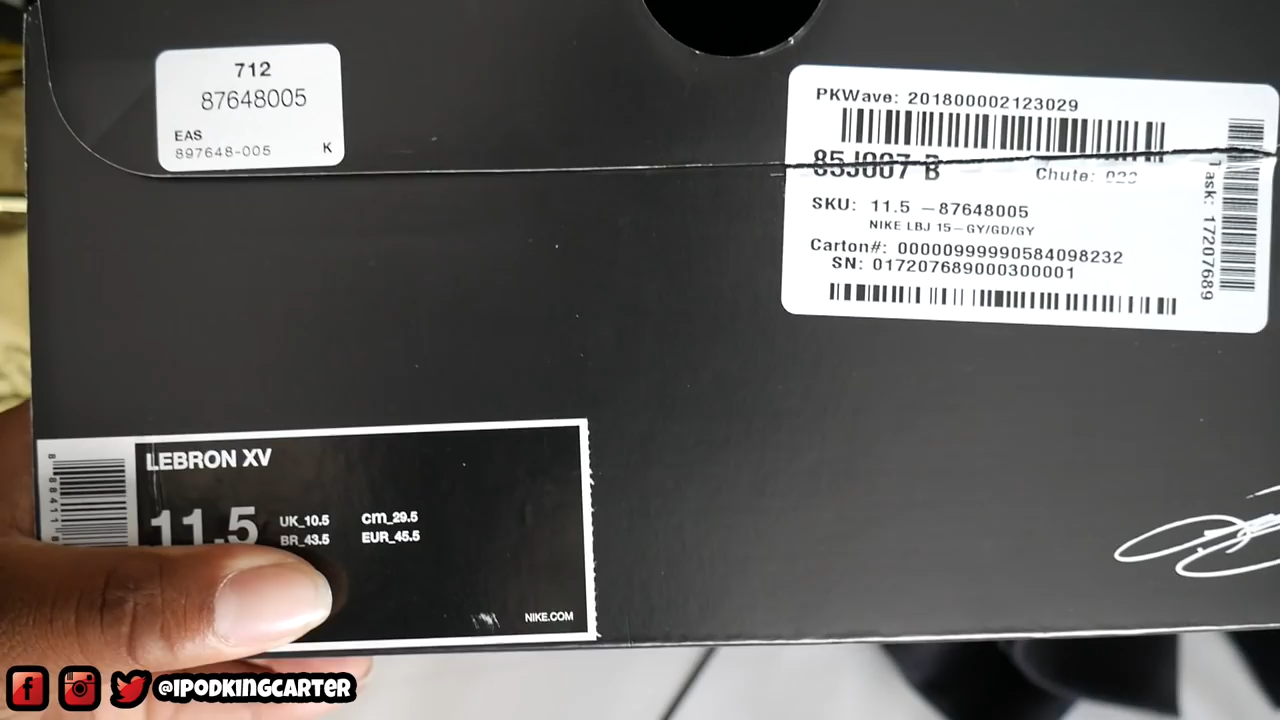 712
87648005
EAS
897648-005 K
PKWave: 201800002123029
85J007 B
Chute: 023
SKU: 11.5 -87648005
NIKE LBJ 15-GY/GD/GY
Carton#: 00000999990584098232
SN: 017207689000300001
Task: 17207689
LEBRON XV
11.5
UK_10.5 cm_29.5
BR_43.5 EUR_45.5
NIKE.COM
@IPODKINGCARTER